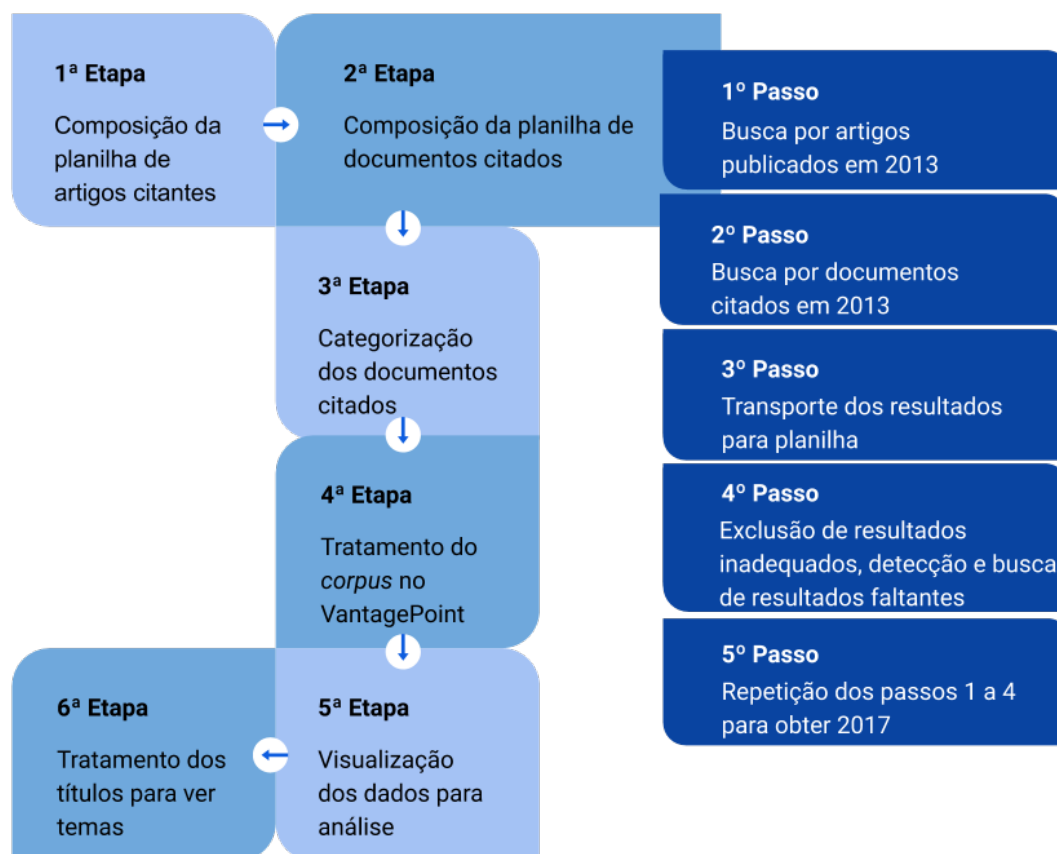 1ª Etapa
Composição da
planilha de
artigos citantes
2ª Etapa
Composição da planilha de
documentos citados
3ª Etapa
Categorização
dos documentos
citados
4ª Etapa
Tratamento do
corpus no
VantagePoint
5ª Etapa
Visualização
dos dados para
análise
6ª Etapa
Tratamento dos
títulos para ver
temas
1º Passo
Busca por artigos
publicados em 2013
2º Passo
Busca por documentos
citados em 2013
3º Passo
Transporte dos resultados
para planilha
4º Passo
Exclusão de resultados
inadequados, detecção e busca
de resultados faltantes
5º Passo
Repetição dos passos 1 a 4
para obter 2017